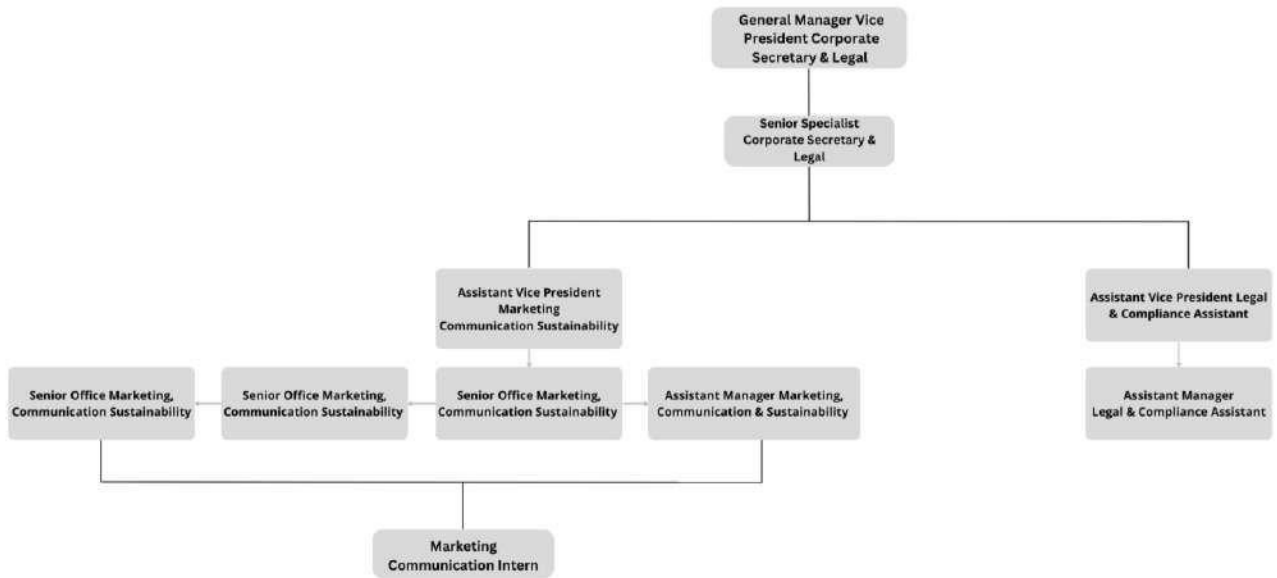 General Manager Vice
President Corporate
Secretary & Legal
Senior Specialist
Corporate Secretary &
Legal
Assistant Vice President
Marketing
Communication Sustainability
Assistant Vice President Legal
& Compliance Assistant
Senior Office Marketing,
Communication Sustainability
Senior Office Marketing,
Communication Sustainability
Senior Office Marketing,
Communication Sustainability
Assistant Manager Marketing,
Communication & Sustainability
Assistant Manager
Legal & Compliance Assistant
Marketing
Communication Intern